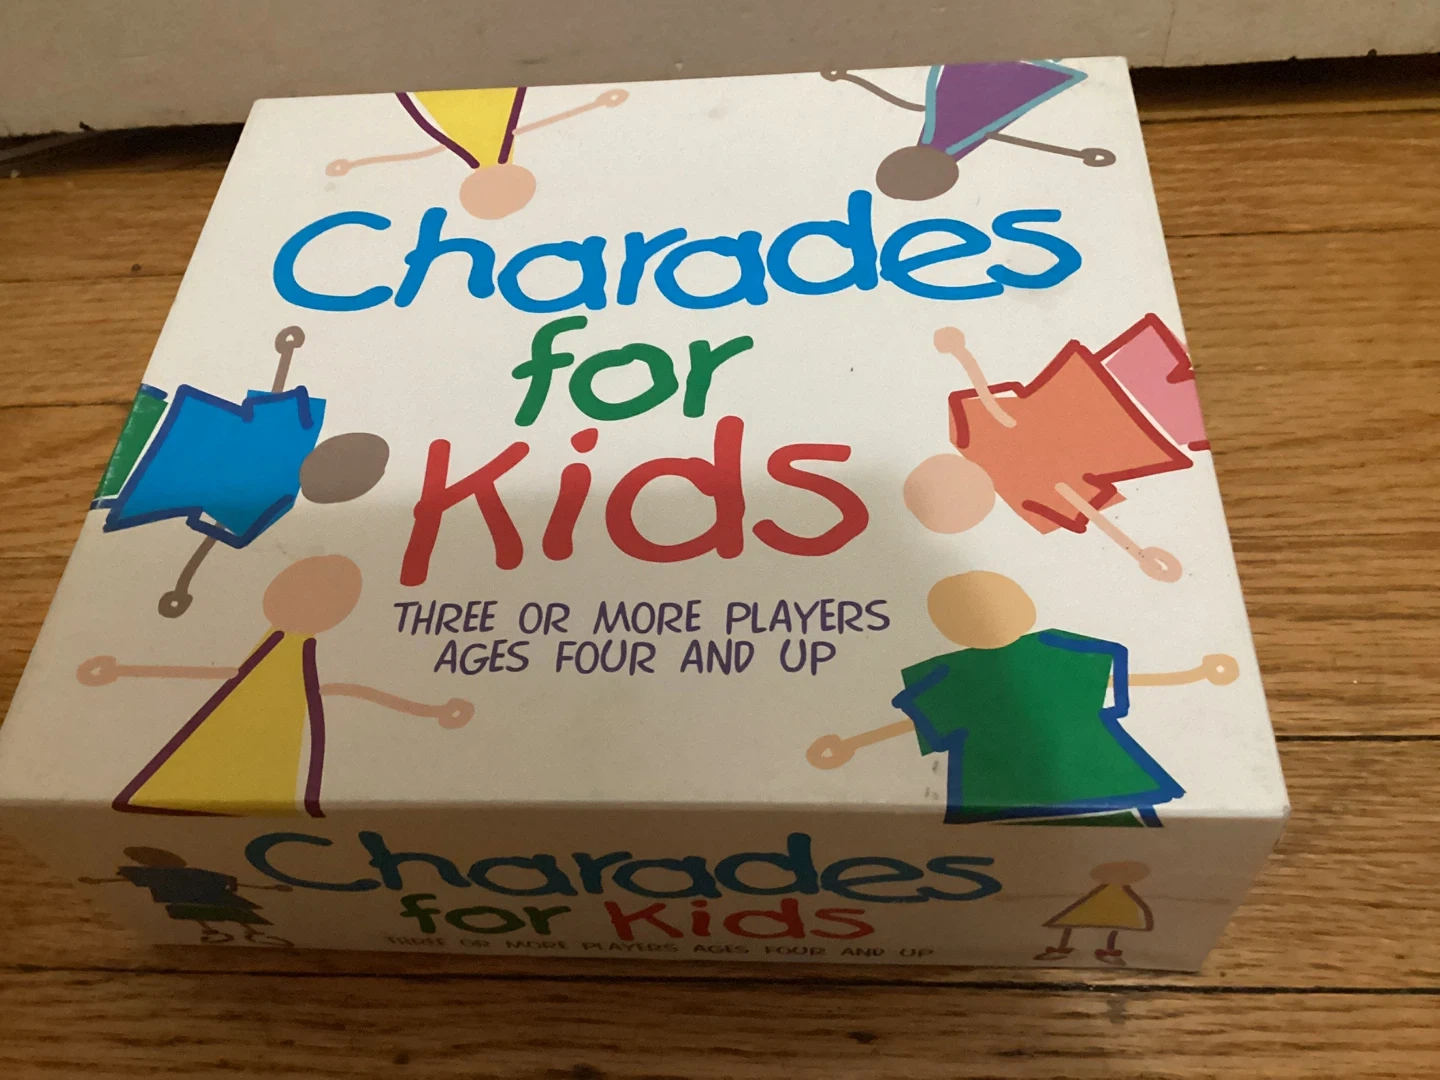 Charades
for
Kids
THREE OR MORE PLAYERS
AGES FOUR AND UP
Charades
for Kids
THREE OR MORE PLAYERS AGES FOUR AND UP